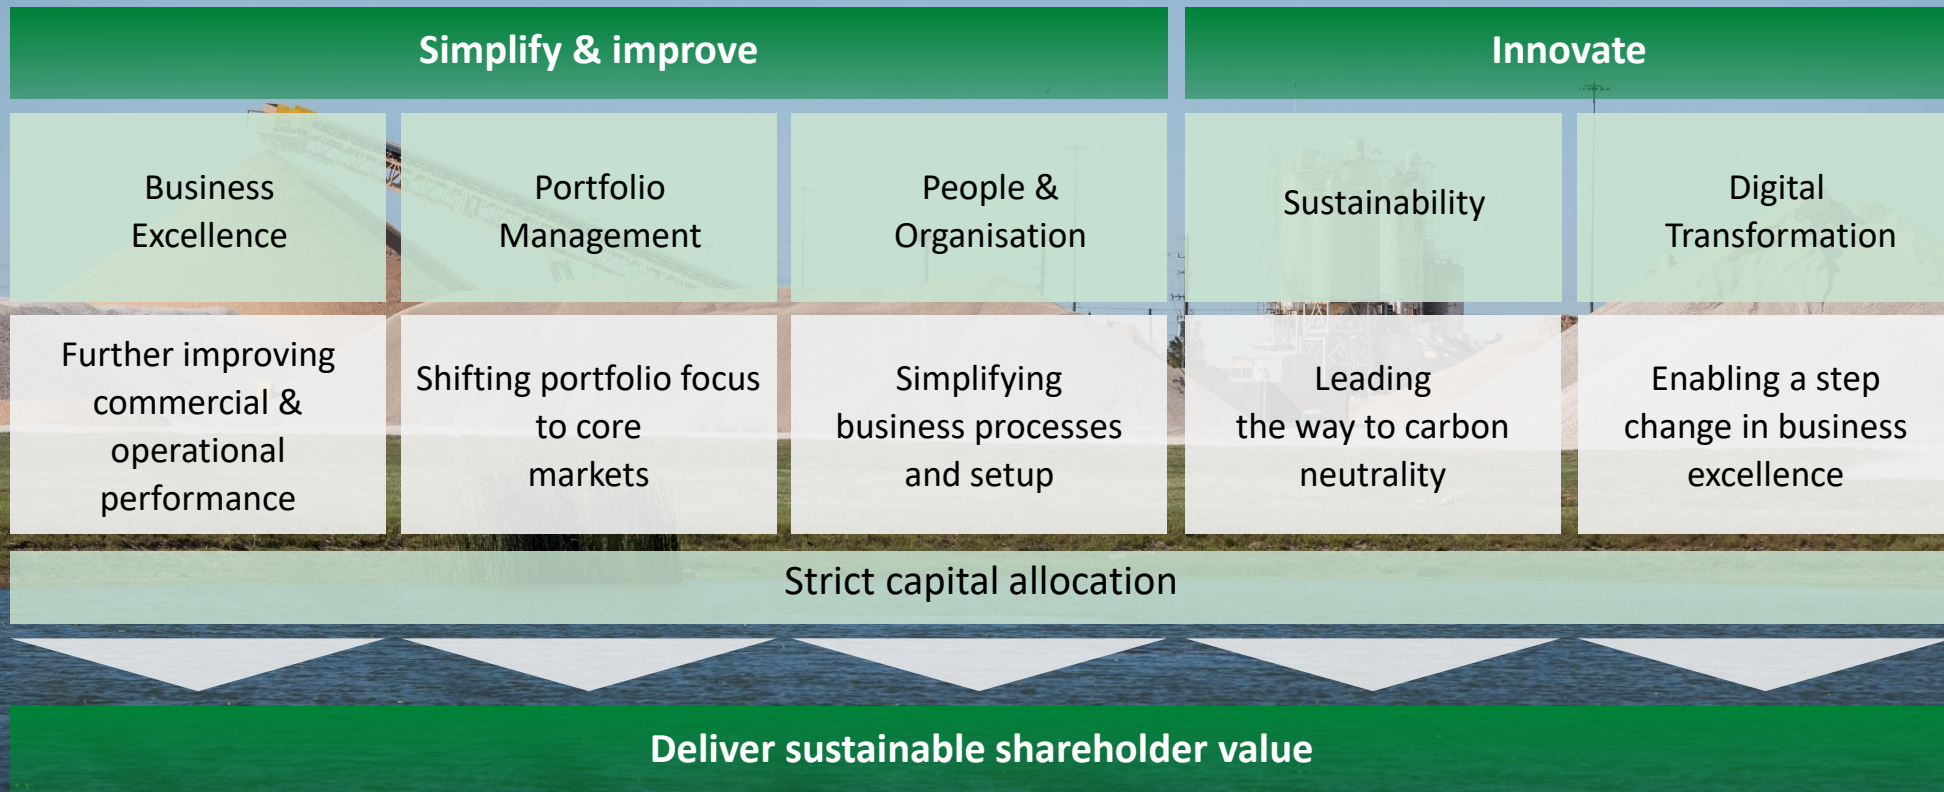 Simplify & improve
Innovate
Business
Excellence
Portfolio
Management
People &
Organisation
Sustainability
Digital
Transformation
Further improving
commercial &
operational
performance
Shifting portfolio focus
to core
markets
Simplifying
business processes
and setup
Leading
the way to carbon
neutrality
Enabling a step
change in business
excellence
Strict capital allocation
Deliver sustainable shareholder value